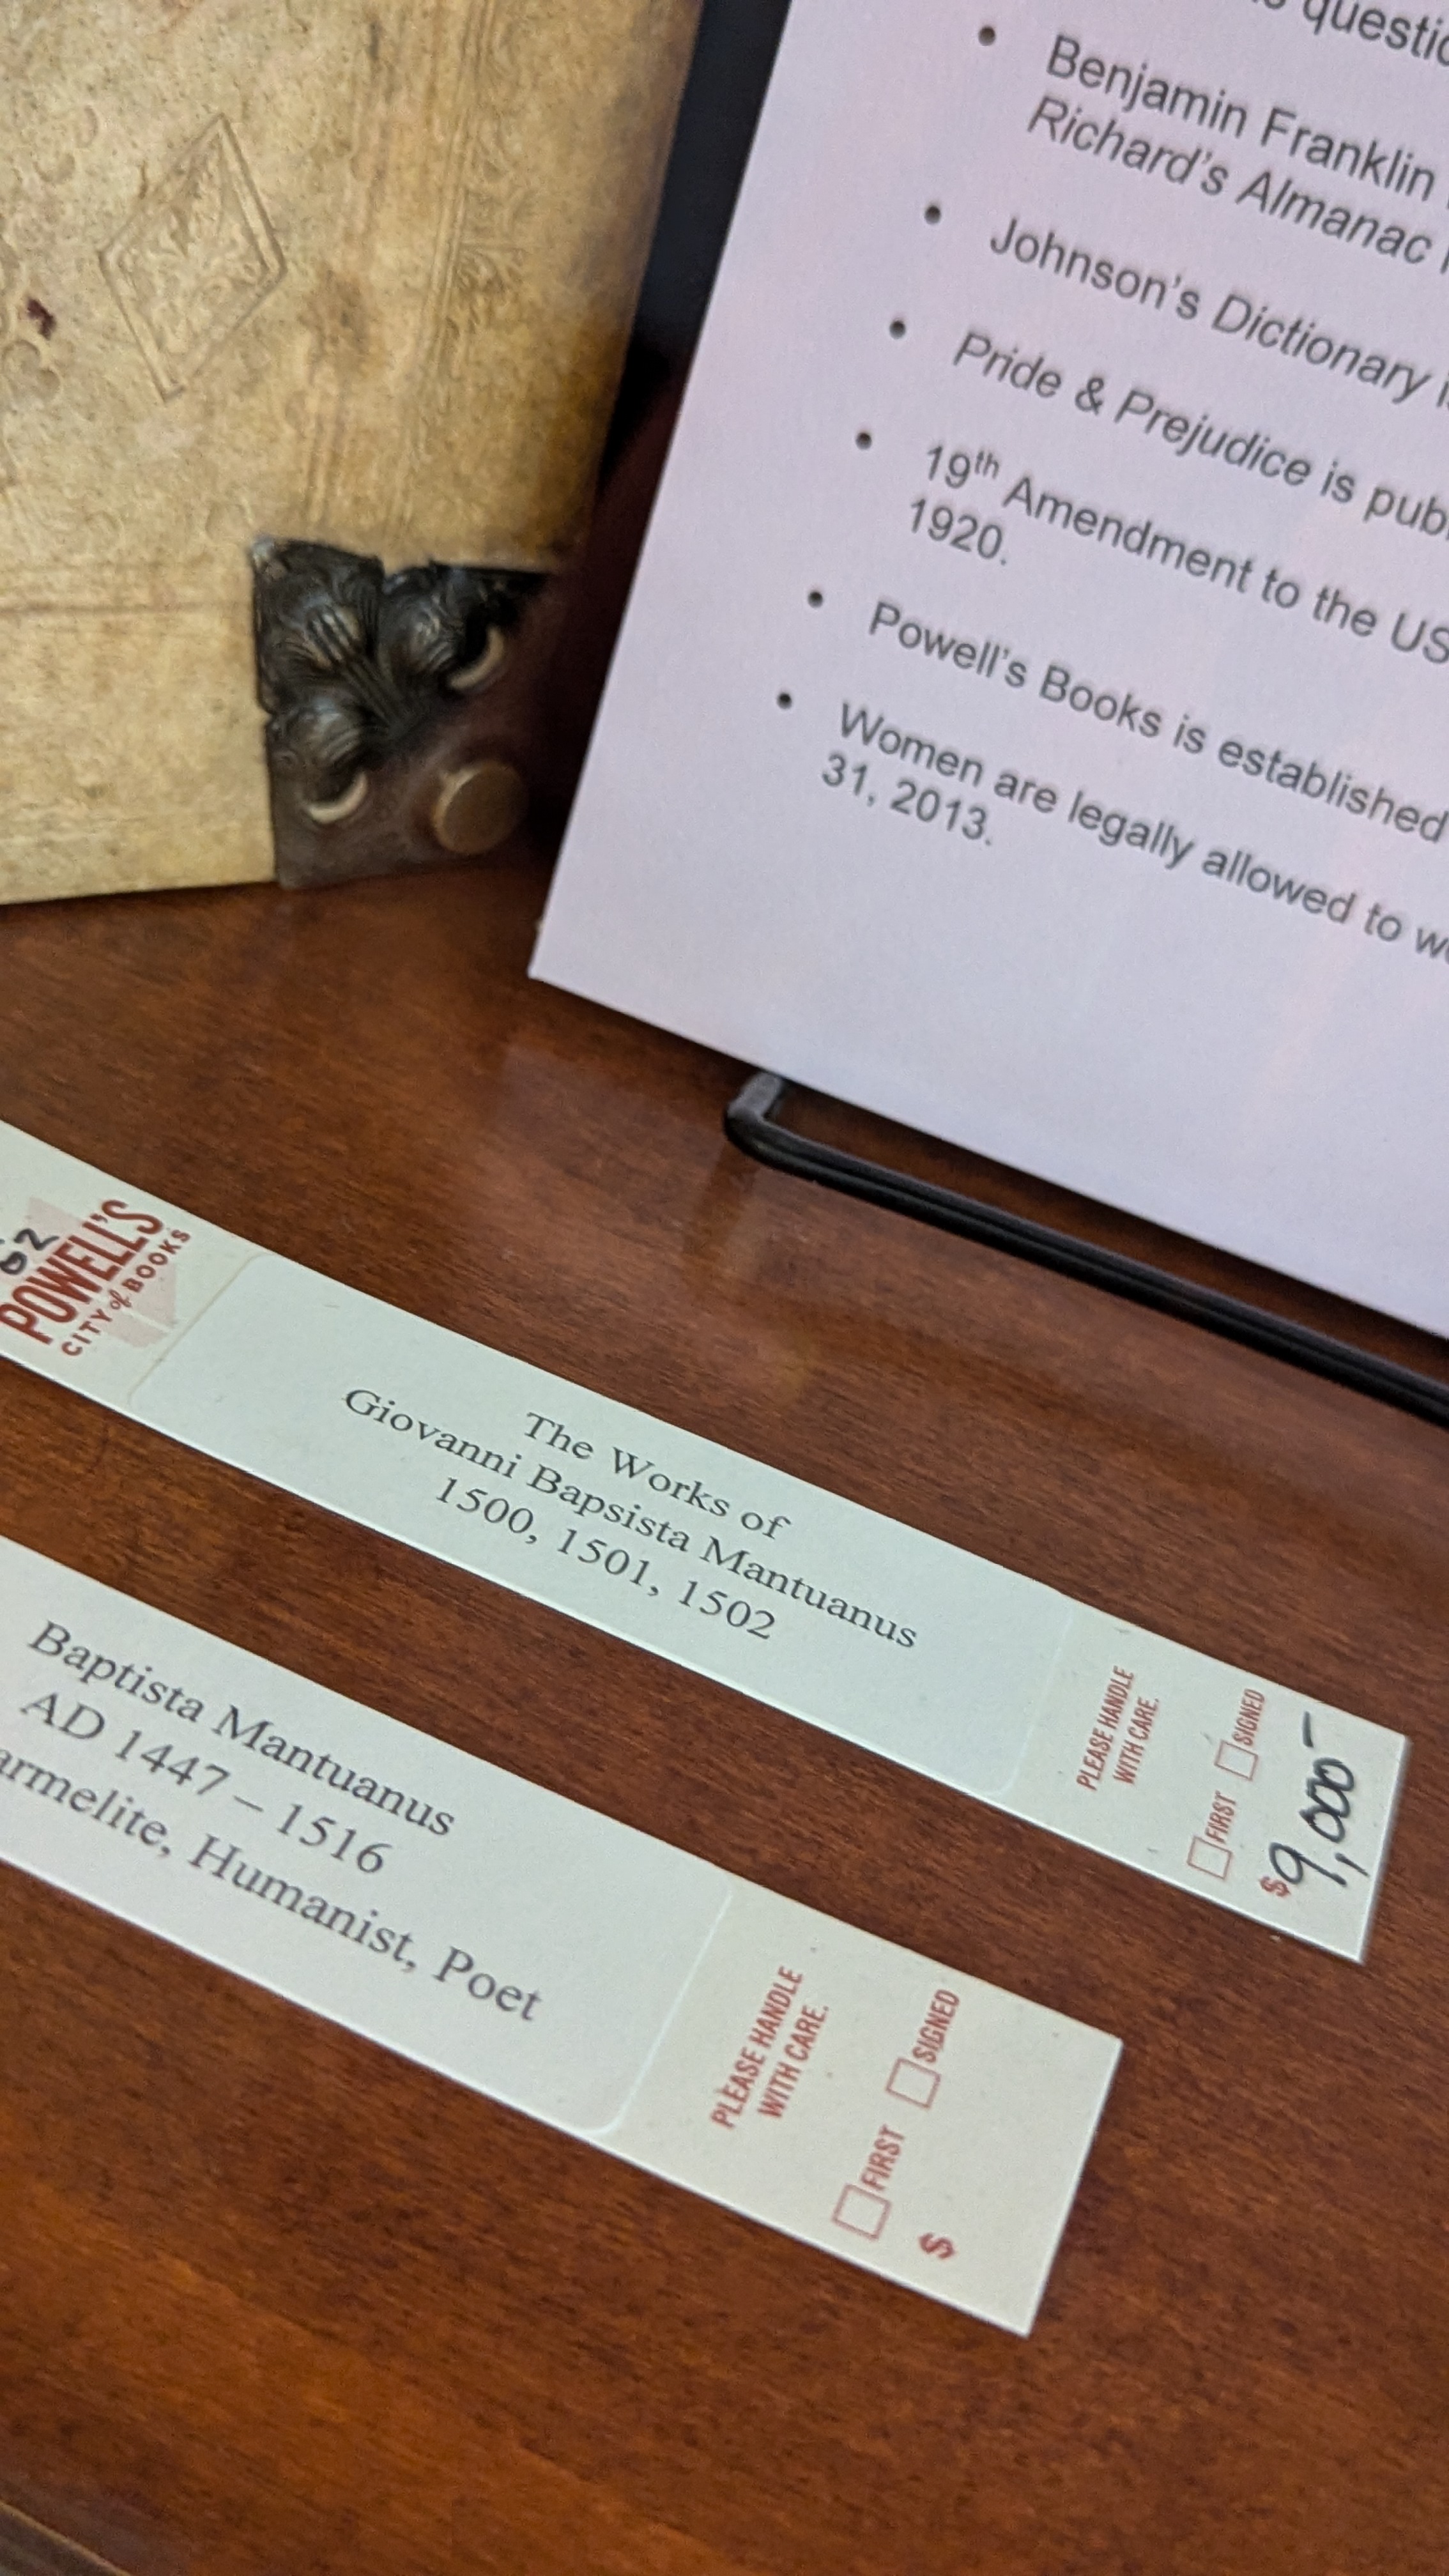 questio
Benjamin Franklin
Richard's Almanac
Johnson's Dictionary
Pride & Prejudice is pub
19th Amendment to the US
1920.
Powell's Books is established
Women are legally allowed to w
31, 2013.
62
POWELL'S
CITY of BOOKS
The Works of
Giovanni Bapsista Mantuanus
1500, 1501, 1502
PLEASE HANDLE
WITH CARE.
FIRST SIGNED
$9,000-
Baptista Mantuanus
AD 1447 – 1516
armelite, Humanist, Poet
PLEASE HANDLE
WITH CARE.
FIRST SIGNED
$